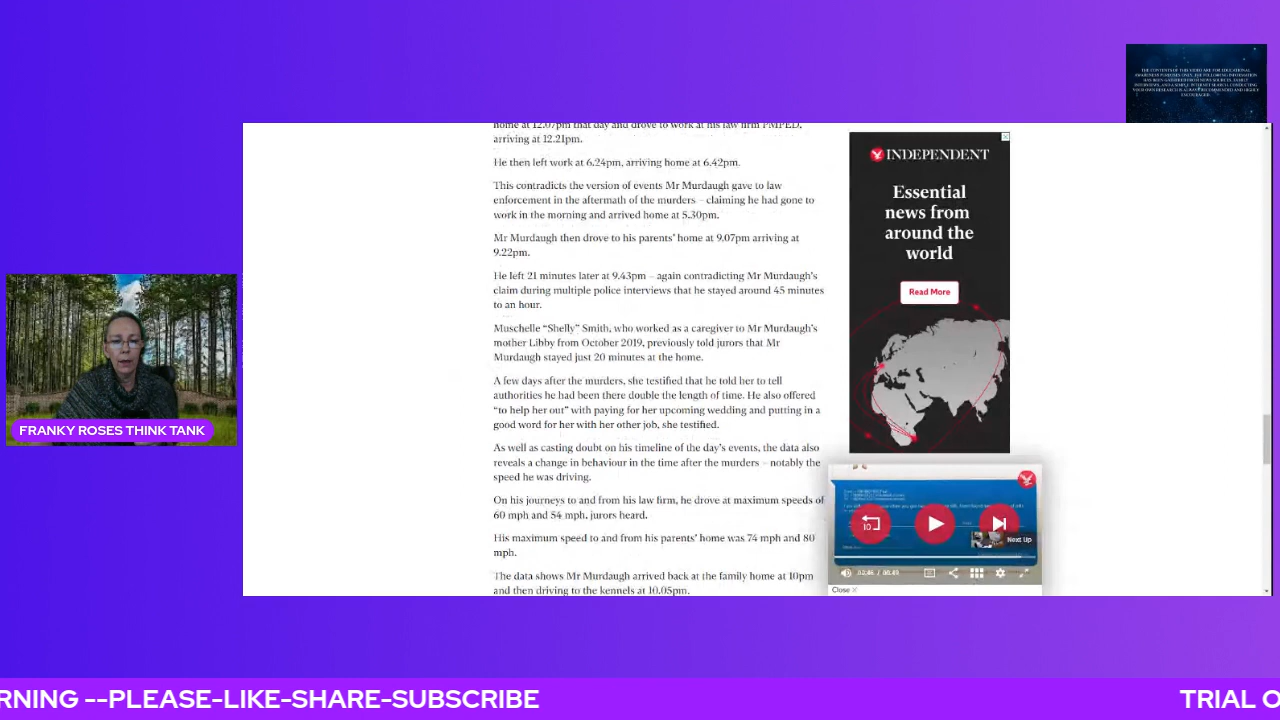 THE CONTENTS OF THIS VIDEO ARE FOR EDUCATIONAL
home at 12.07pm that day and drove to work at his law firm PMPED,
arriving at 12.21pm.
He then left work at 6.24pm, arriving home at 6.42pm.
This contradicts the version of events Mr Murdaugh gave to law
enforcement in the aftermath of the murders – claiming he had gone to
work in the morning and arrived home at 5.30pm.
Mr Murdaugh then drove to his parents' home at 9.07pm arriving at
9.22pm.
He left 21 minutes later at 9.43pm – again contradicting Mr Murdaugh's
claim during multiple police interviews that he stayed around 45 minutes
to an hour.
Muschelle “Shelly” Smith, who worked as a caregiver to Mr Murdaugh's
mother Libby from October 2019, previously told jurors that Mr
Murdaugh stayed just 20 minutes at the home.
A few days after the murders, she testified that he told her to tell
authorities he had been there double the length of time. He also offered
“to help her out” with paying for her upcoming wedding and putting in a
good word for her with her other job, she testified.
As well as casting doubt on his timeline of the day's events, the data also
reveals a change in behaviour in the time after the murders – notably the
speed he was driving.
On his journeys to and from his law firm, he drove at maximum speeds of
60 mph and 54 mph, jurors heard.
His maximum speed to and from his parents' home was 74 mph and 80
mph.
The data shows Mr Murdaugh arrived back at the family home at 10pm
and then driving to the kennels at 10.05pm.
INDEPENDENT
Essential
news from
around the
world
Read More
10
Next Up
Close X
FRANKY ROSES THINK TANK
RNING --PLEASE-LIKE-SHARE-SUBSCRIBE
TRIAL O